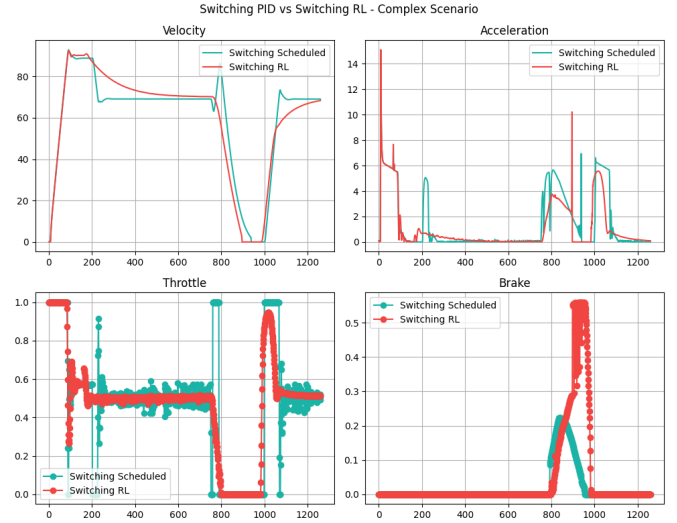 Switching PID vs Switching RL - Complex Scenario
Velocity
Switching Scheduled
Switching RL
80
60
40
20
0
0 200 400 600 800 1000 1200
Acceleration
Switching Scheduled
Switching RL
14
12
10
8
6
4
2
0
0 200 400 600 800 1000 1200
Throttle
1.0
0.8
0.6
0.4
0.2
0.0
Switching Scheduled
Switching RL
0 200 400 600 800 1000 1200
Brake
Switching Scheduled
Switching RL
0.5
0.4
0.3
0.2
0.1
0.0
0 200 400 600 800 1000 1200